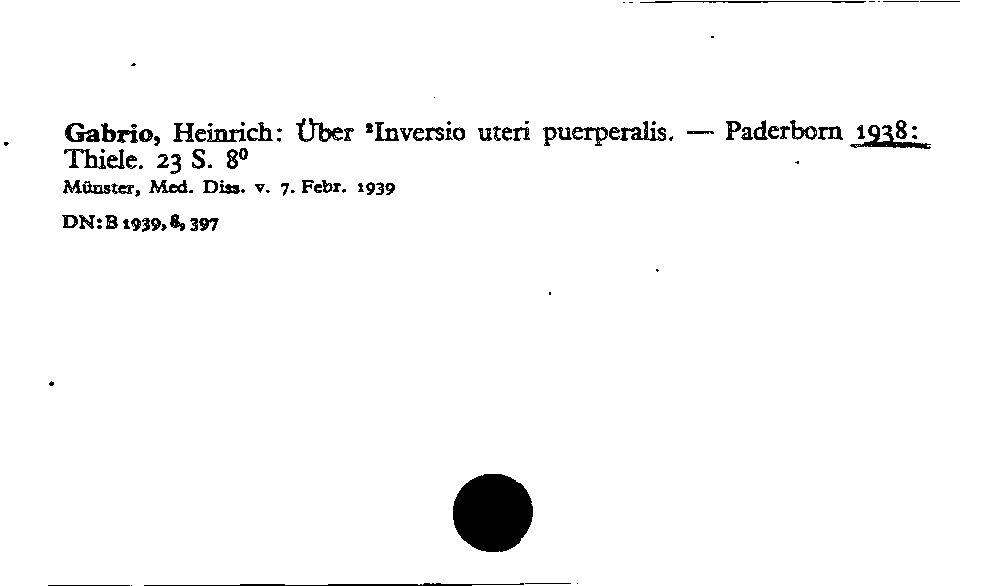 Gabrio, Heinrich: Über ²Inversio uteri puerperalis. — Paderborn 1938:
Thiele. 23 S. 8⁰
Münster, Med. Diss. v. 7. Febr. 1939
DN: B 1939, 8, 397